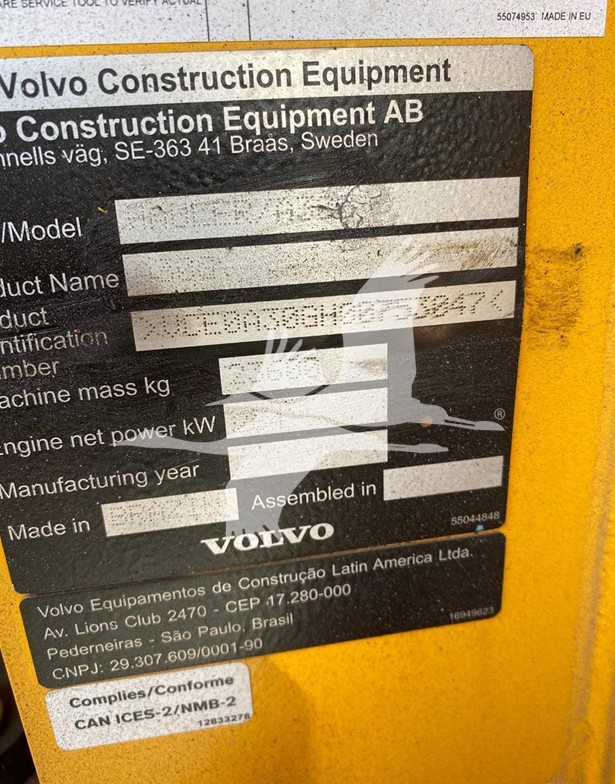 ARE SERVICE TOOL TO VERIFY ACTUAL
55074953 MADE IN EU
Volvo Construction Equipment
Construction Equipment AB
väg, SE-363 41 Braås, Sweden
/Model
duct Name
duct
ntification
mber
achine mass kg
ngine net power kW
Manufacturing year
Made in
Assembled in
®
VOLVO
55044848
Volvo Equipamentos de Construção Latin America Ltda.
Av. Lions Club 2470 - CEP 17.280-000
Pederneiras - São Paulo, Brasil
CNPJ: 29.307.609/0001-90
16949623
Complies/Conforme
CAN ICES-2/NMB-2
12833278